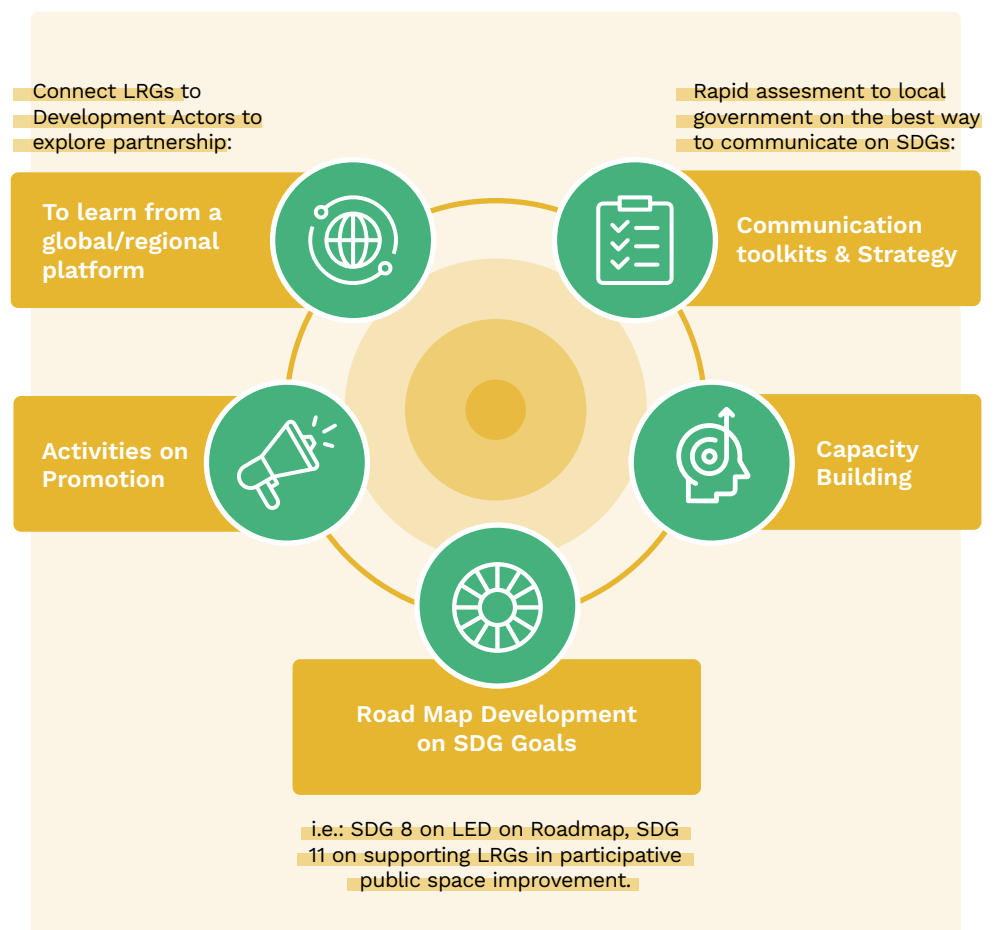 Connect LRGs to
Development Actors to
explore partnership:
To learn from a
global/regional
platform
Rapid assesment to local
government on the best way
to communicate on SDGs:
Communication
toolkits & Strategy
Activities on
Promotion
Capacity
Building
Road Map Development
on SDG Goals
i.e.: SDG 8 on LED on Roadmap, SDG
11 on supporting LRGs in participative
public space improvement.